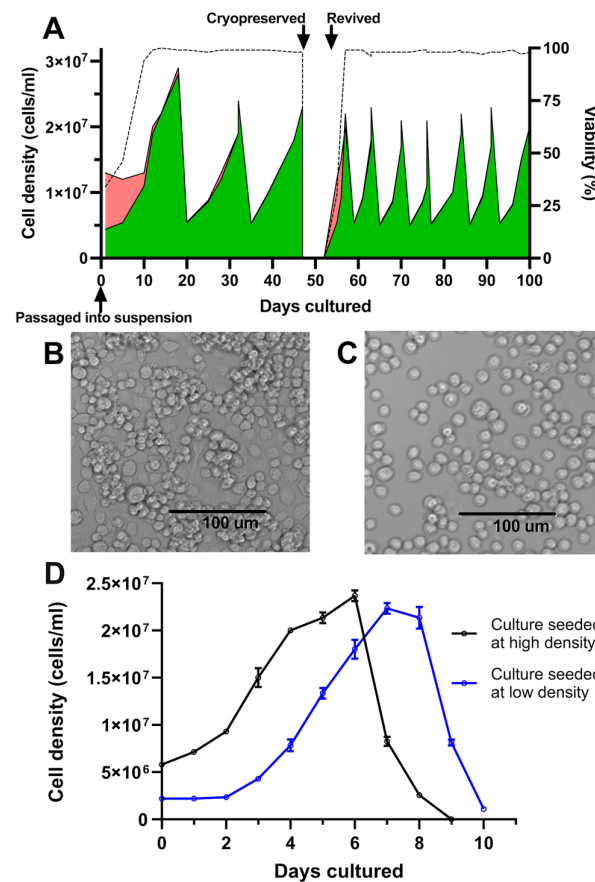 A
Cryopreserved
Revived
Cell density (cells/ml)
3×10⁷
2×10⁷
1×10⁷
0
100
75
50
25
0
Viability (%)
0 10 20 30 40 50 60 70 80 90 100
Days cultured
Passaged into suspension
B
C
100 um
100 um
D
Cell density (cells/ml)
2.5×10⁷
2×10⁷
1.5×10⁷
1×10⁷
5×10⁶
0
Culture seeded
at high density
Culture seeded
at low density
0 2 4 6 8 10
Days cultured